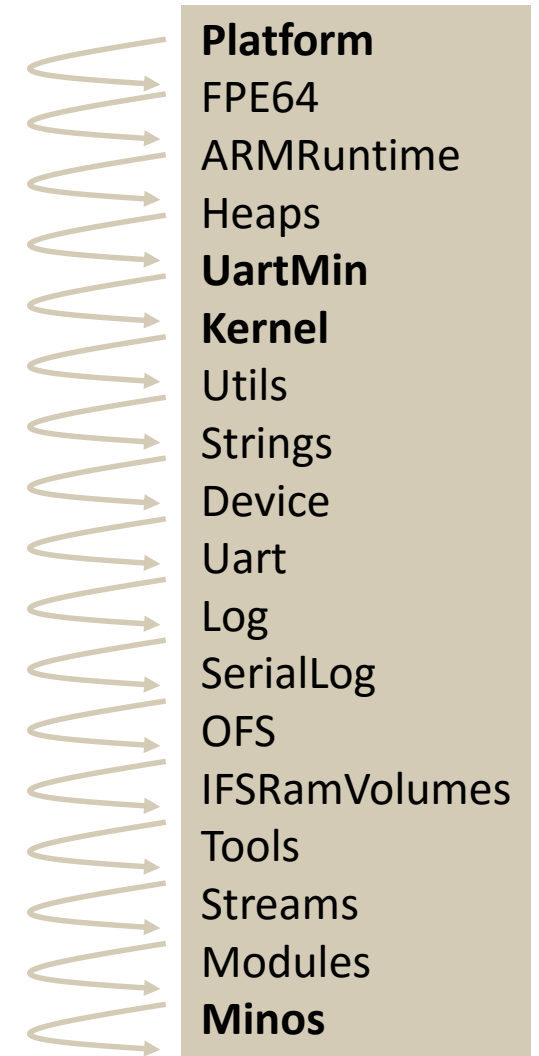 Platform
FPE64
ARMRuntime
Heaps
UartMin
Kernel
Utils
Strings
Device
Uart
Log
SerialLog
OFS
IFSRamVolumes
Tools
Streams
Modules
Minos